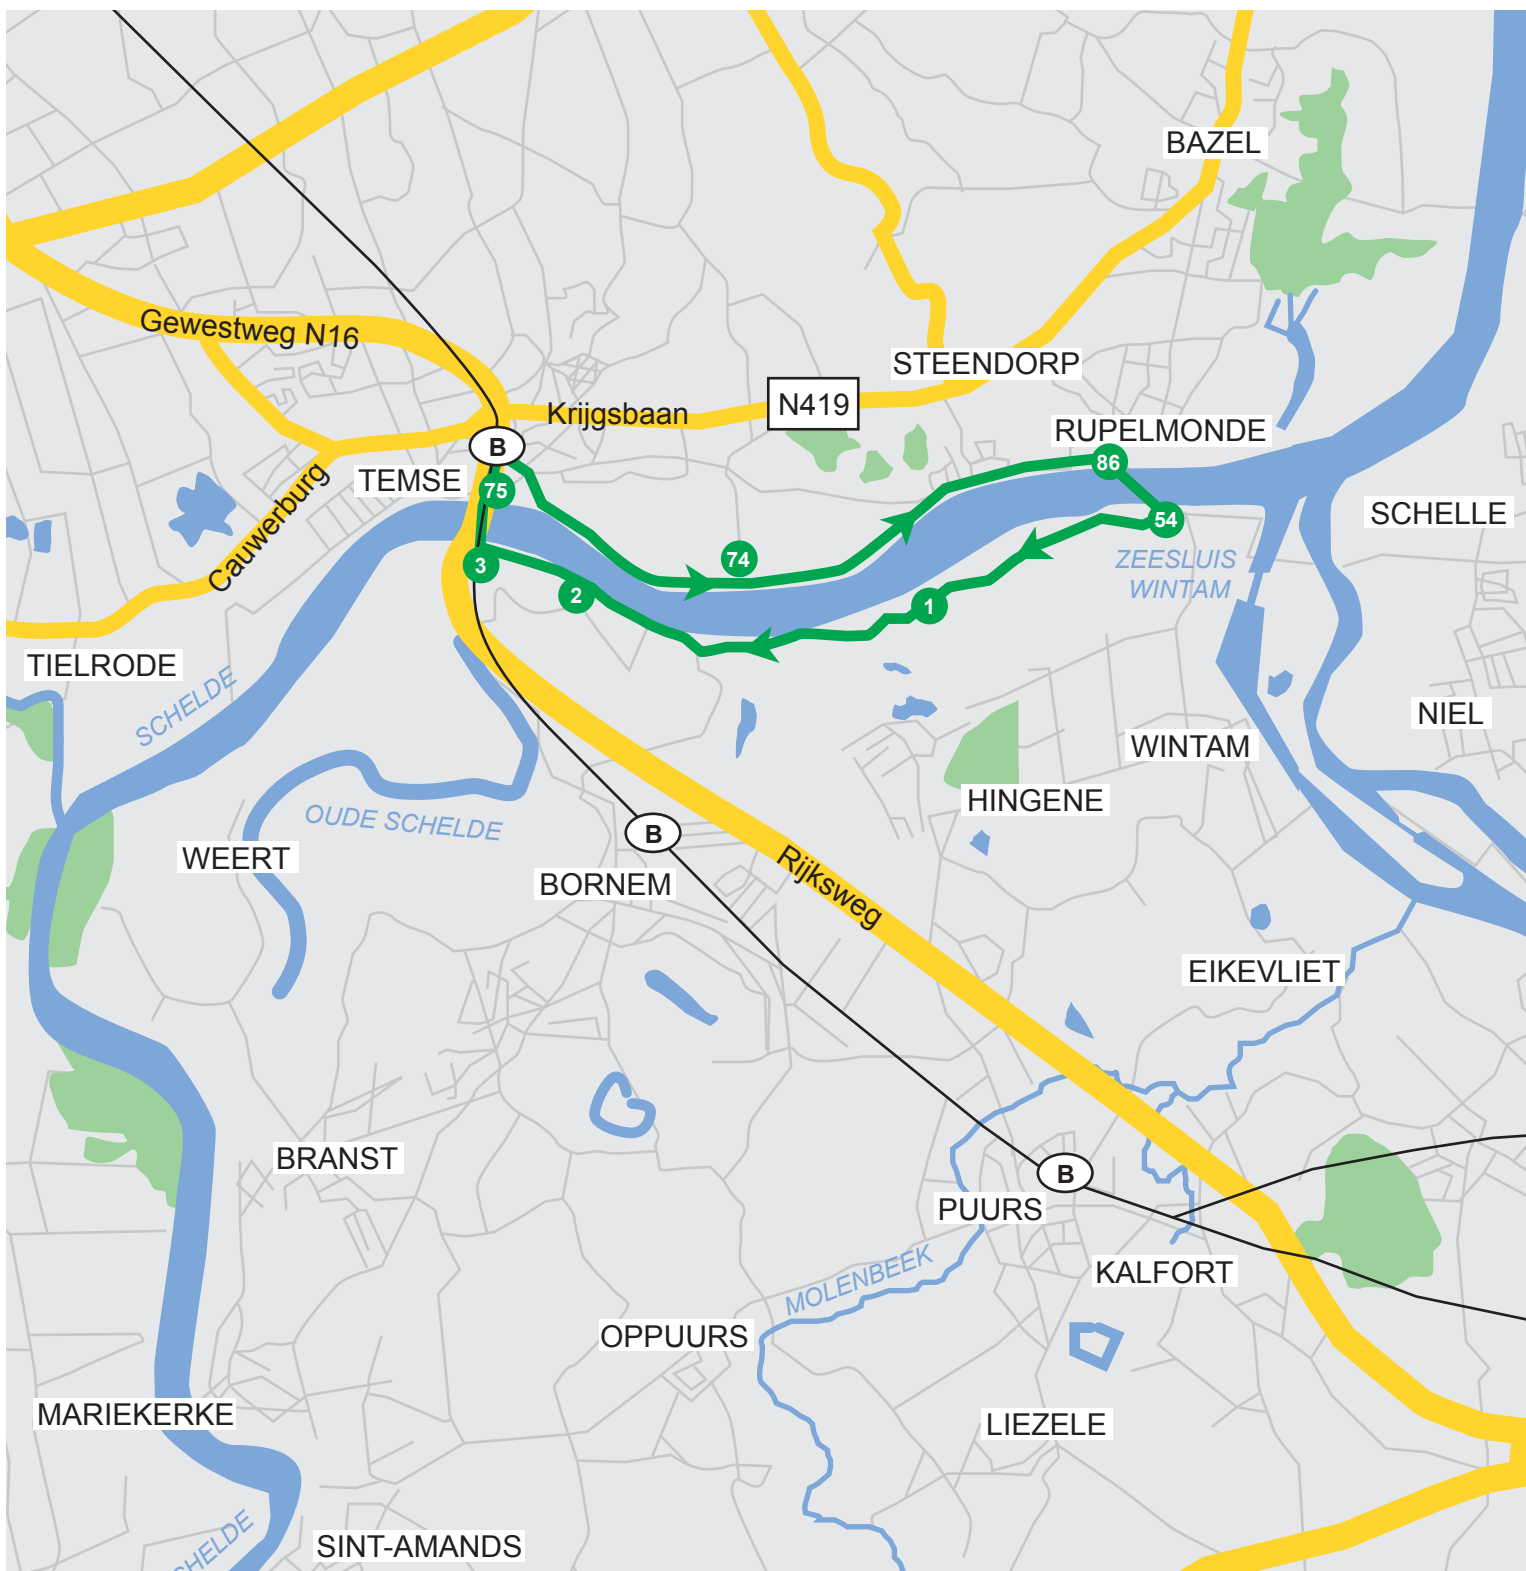 BAZEL
Gewestweg N16
STEENDORP
Krijgsbaan
N419
RUPELMONDE
B
86
TEMSE
75
SCHELLE
54
Cauwerburg
74
ZEESLUIS
WINTAM
3
2
1
TIELRODE
SCHELDE
NIEL
WINTAM
HINGENE
OUDE SCHELDE
B
WEERT
BORNEM
Rijksweg
EIKEVLIET
BRANST
B
PUURS
KALFORT
MOLENBEEK
OPPUURS
MARIEKERKE
LIEZELE
SINT-AMANDS
SCHELDE